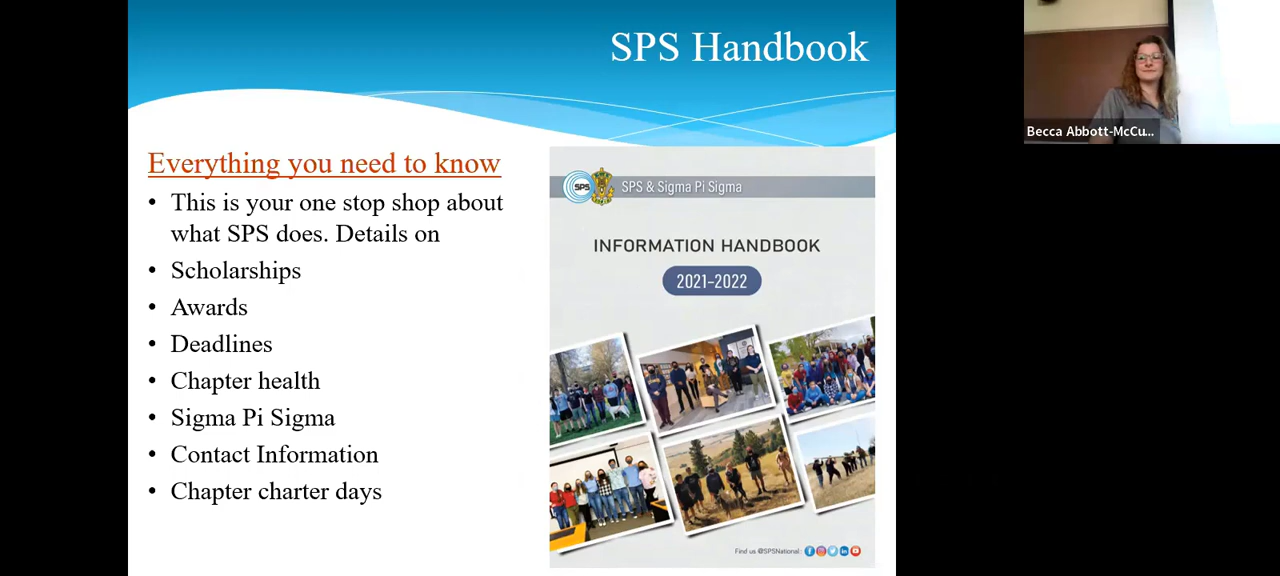 SPS Handbook
Becca Abbott-McCu...
Everything you need to know
• This is your one stop shop about
what SPS does. Details on
• Scholarships
• Awards
• Deadlines
• Chapter health
• Sigma Pi Sigma
• Contact Information
• Chapter charter days
SPS
SPS & Sigma Pi Sigma
INFORMATION HANDBOOK
2021-2022
Find us @SPSNational: